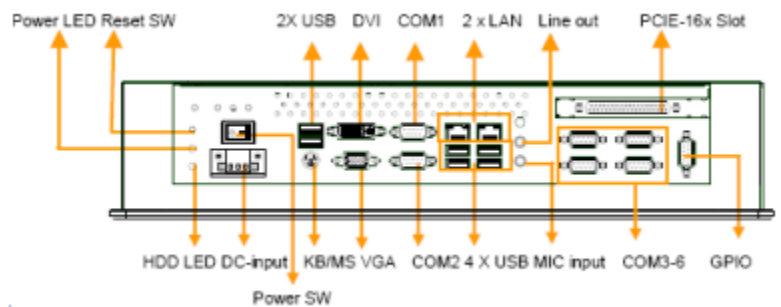 Power LED Reset SW 2X USB DVI COM1 2 x LAN Line out PCIE-16x Slot
HDD LED DC-input KB/MS VGA COM2 4 X USB MIC input COM3-6 GPIO
Power SW